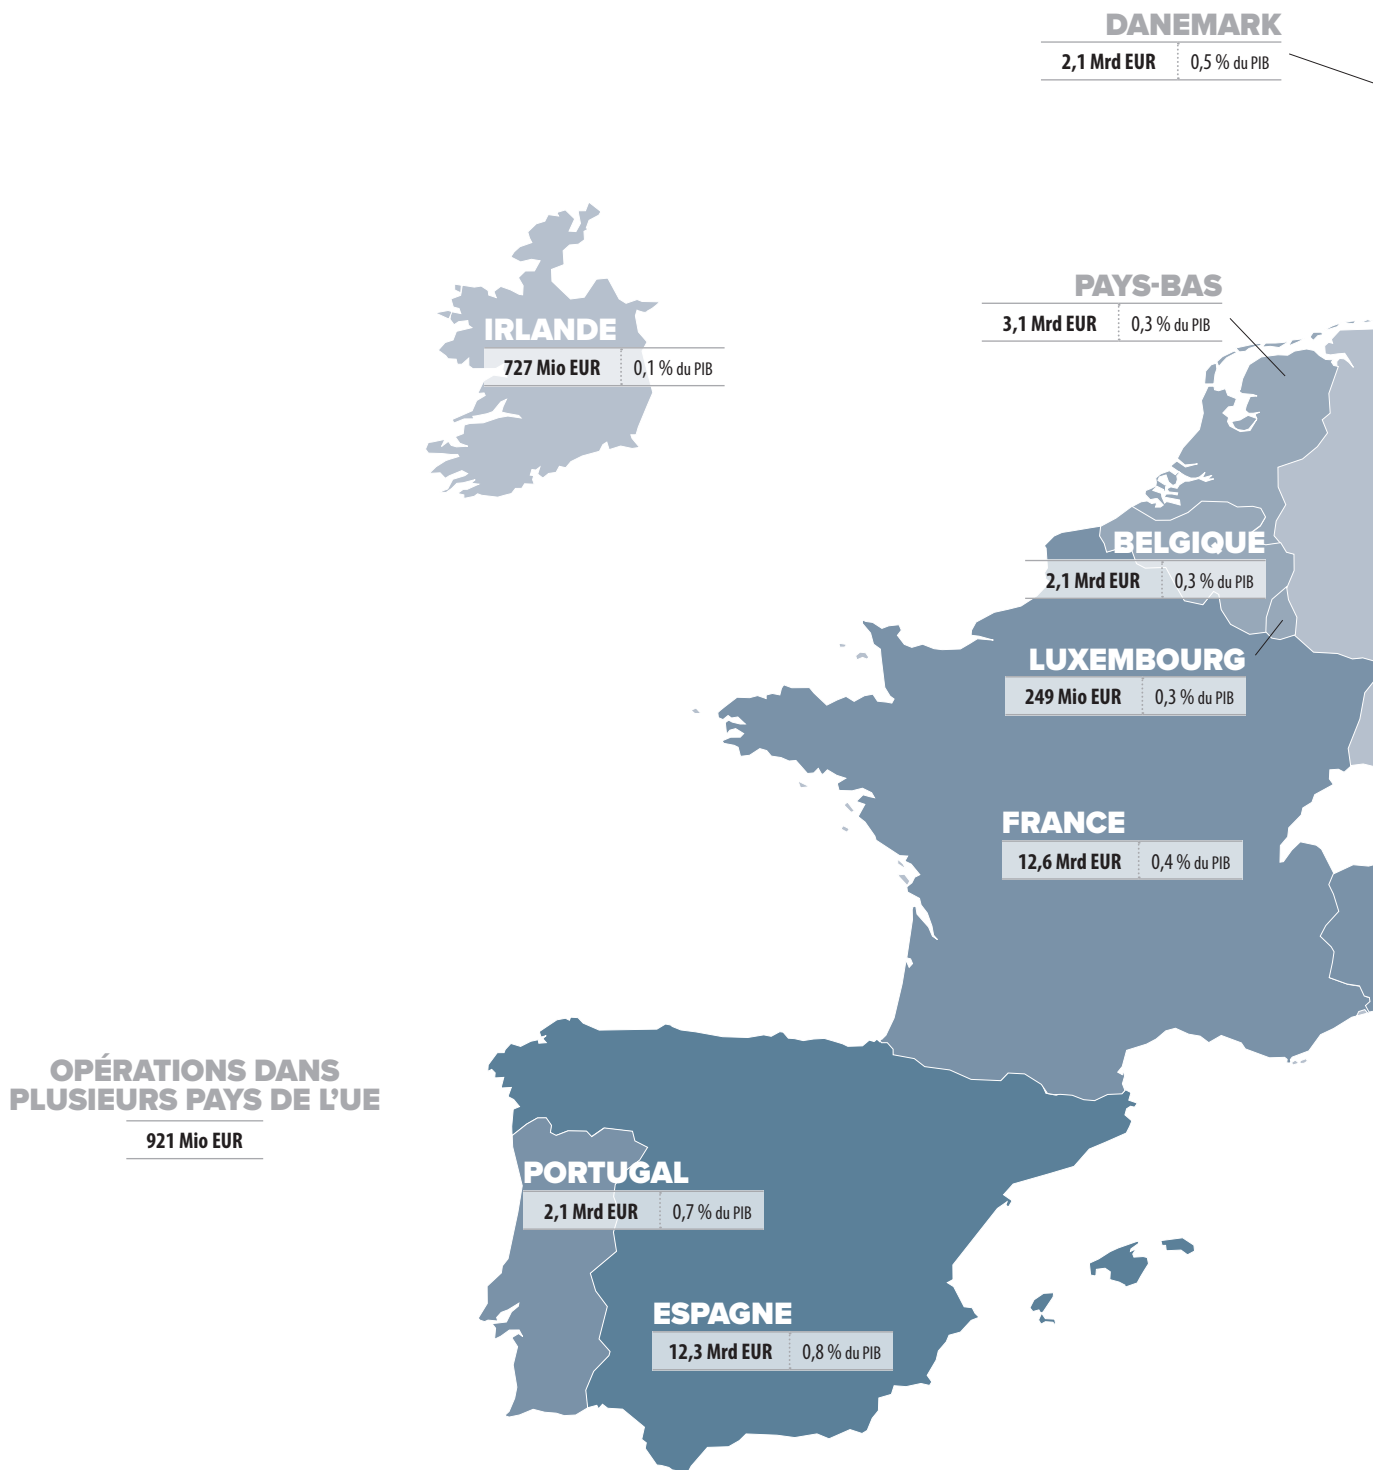 DANEMARK
2,1 Mrd EUR 0,5 % du PIB
PAYS-BAS
3,1 Mrd EUR 0,3 % du PIB
IRLANDE
727 Mio EUR 0,1 % du PIB
BELGIQUE
2,1 Mrd EUR 0,3 % du PIB
LUXEMBOURG
249 Mio EUR 0,3 % du PIB
FRANCE
12,6 Mrd EUR 0,4 % du PIB
OPÉRATIONS DANS
PLUSIEURS PAYS DE L'UE
921 Mio EUR
PORTUGAL
2,1 Mrd EUR 0,7 % du PIB
ESPAGNE
12,3 Mrd EUR 0,8 % du PIB